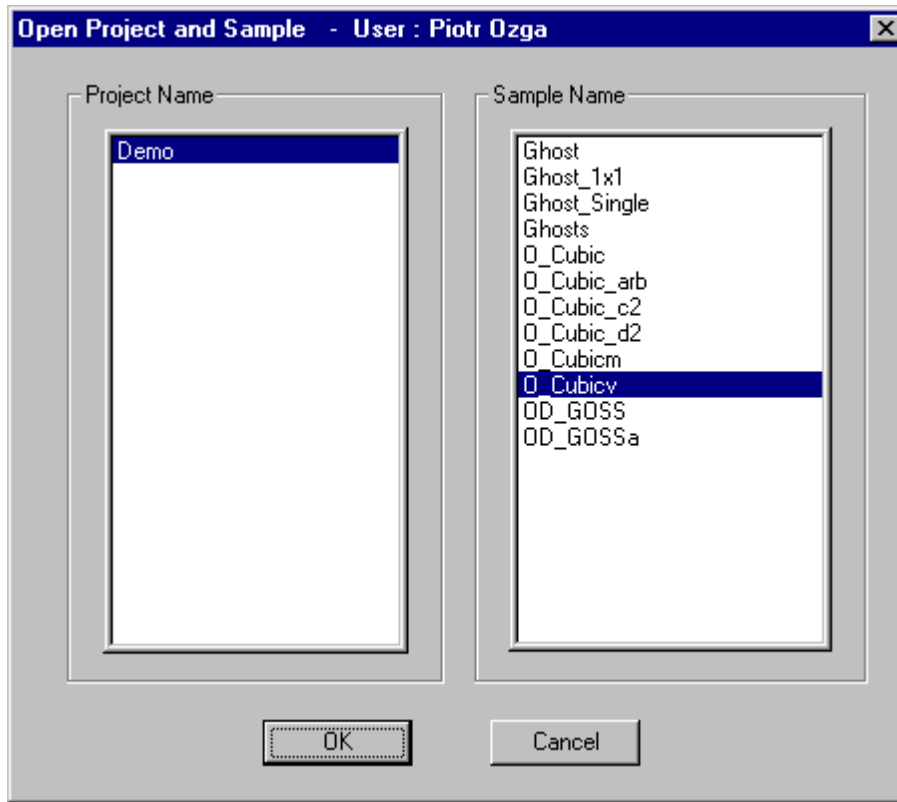 Open Project and Sample - User : Piotr Ozga
Project Name
Demo
Sample Name
Ghost
Ghost_1x1
Ghost_Single
Ghosts
O_Cubic
O_Cubic_arb
O_Cubic_c2
O_Cubic_d2
O_Cubicm
O_Cubicv
OD_GOSS
OD_GOSSa
OK
Cancel